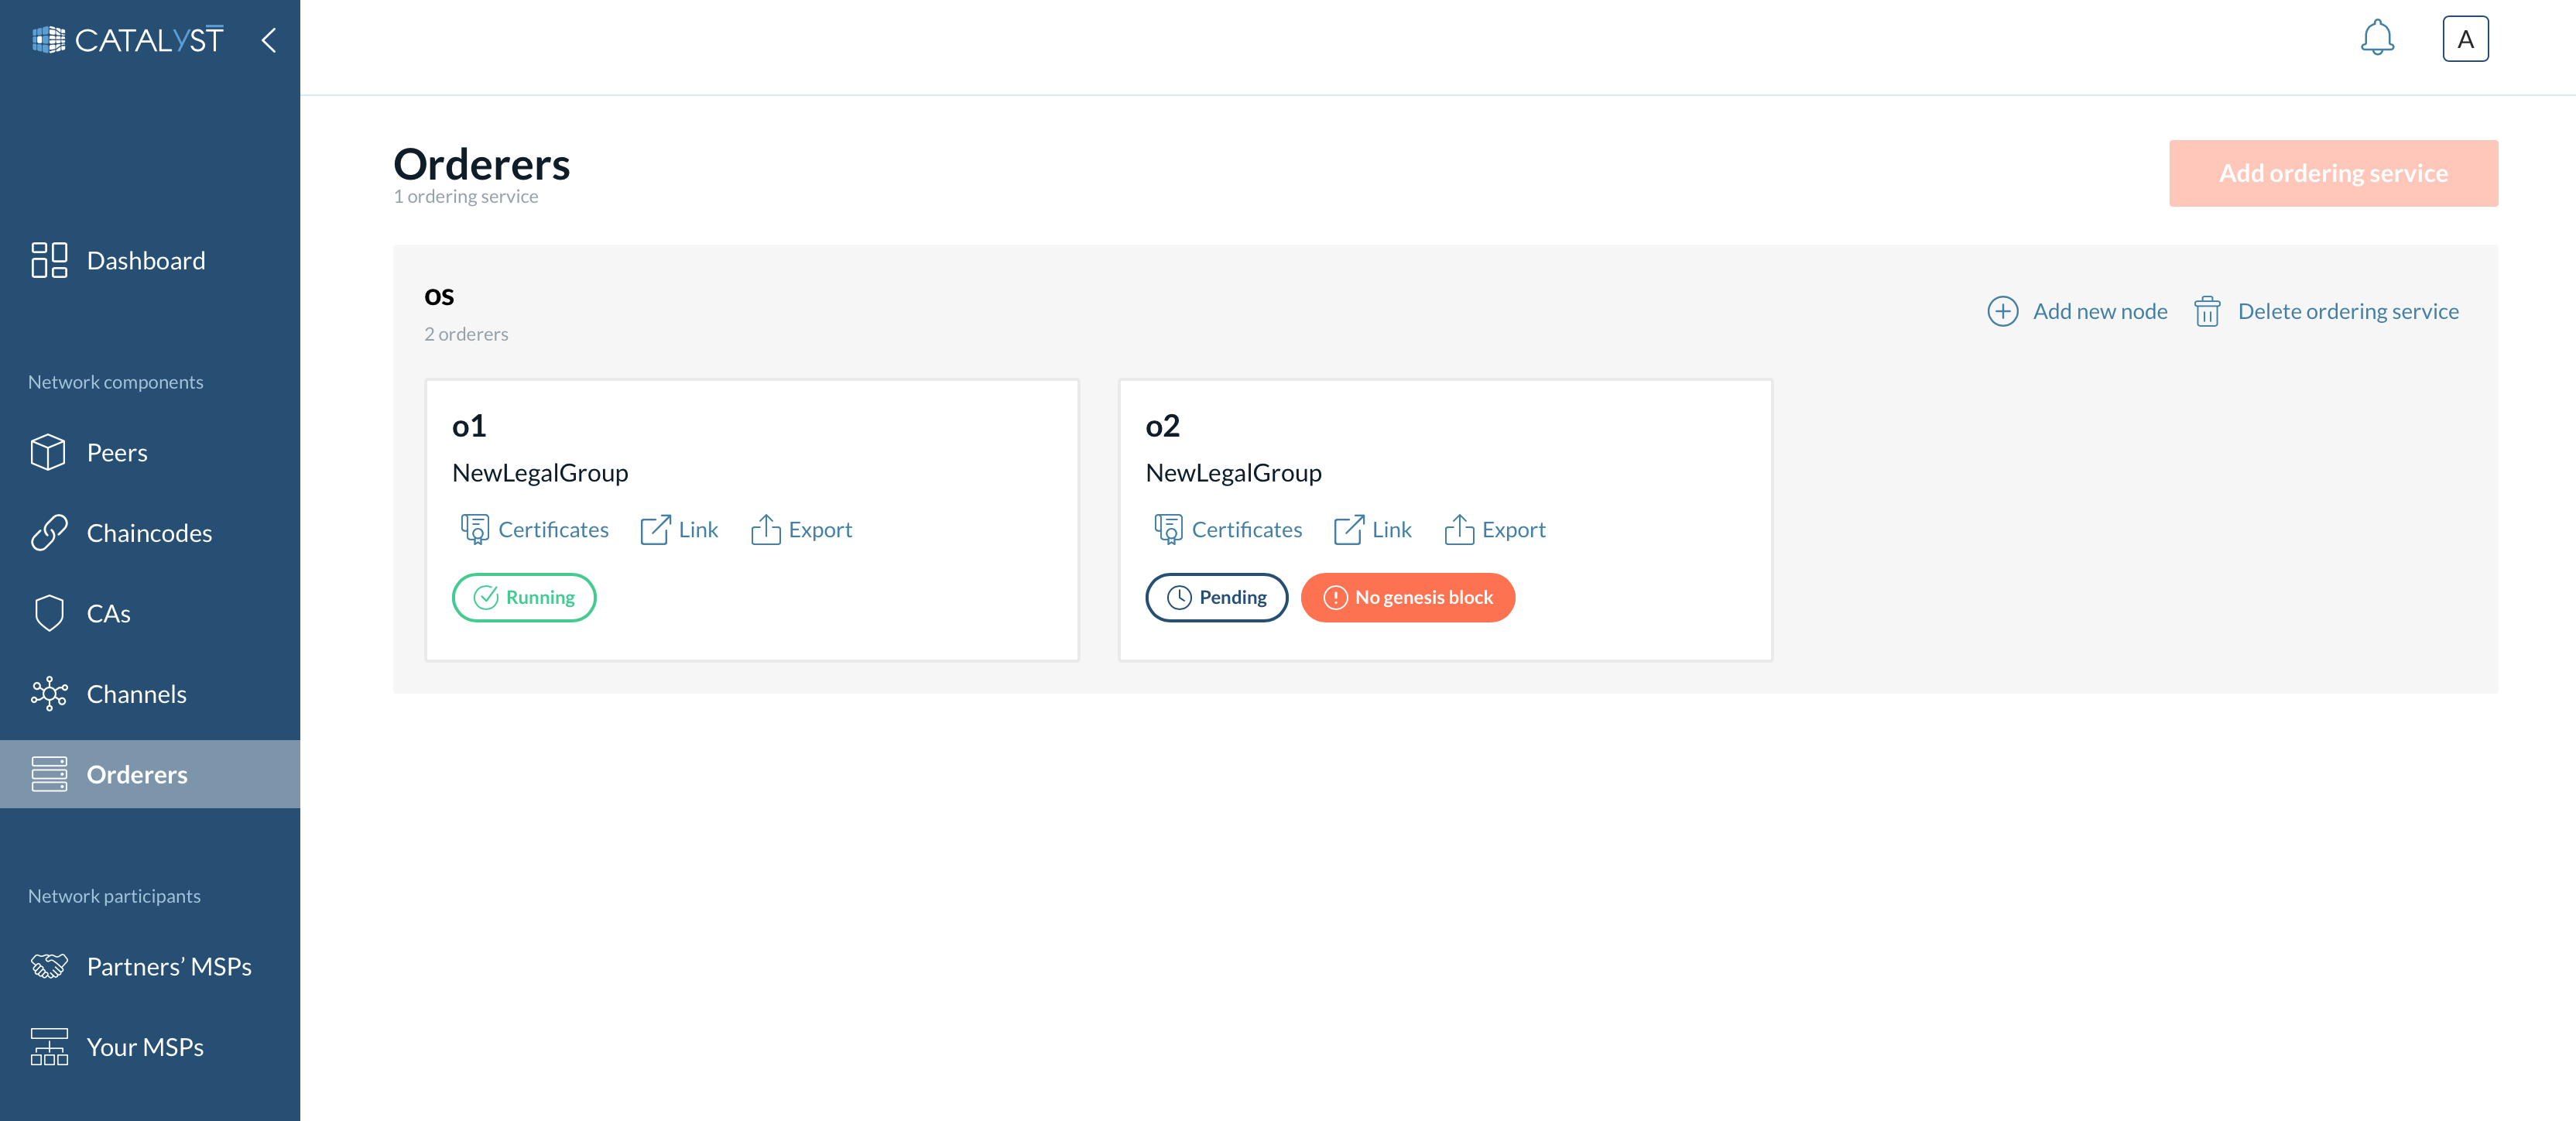 CATALYST
A
Dashboard
Network components
Peers
Chaincodes
CAs
Channels
Orderers
Network participants
Partners’ MSPs
Your MSPs
Orderers
1 ordering service
Add ordering service
os
2 orderers
Add new node
Delete ordering service
o1
NewLegalGroup
Certificates Link Export
Running
o2
NewLegalGroup
Certificates Link Export
Pending No genesis block